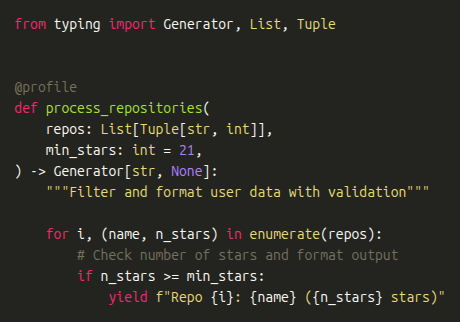 from typing import Generator, List, Tuple


@profile
def process_repositories(
    repos: List[Tuple[str, int]],
    min_stars: int = 21,
) -> Generator[str, None]:
    """Filter and format user data with validation"""

    for i, (name, n_stars) in enumerate(repos):
        # Check number of stars and format output
        if n_stars >= min_stars:
            yield f"Repo {i}: {name} ({n_stars} stars)"